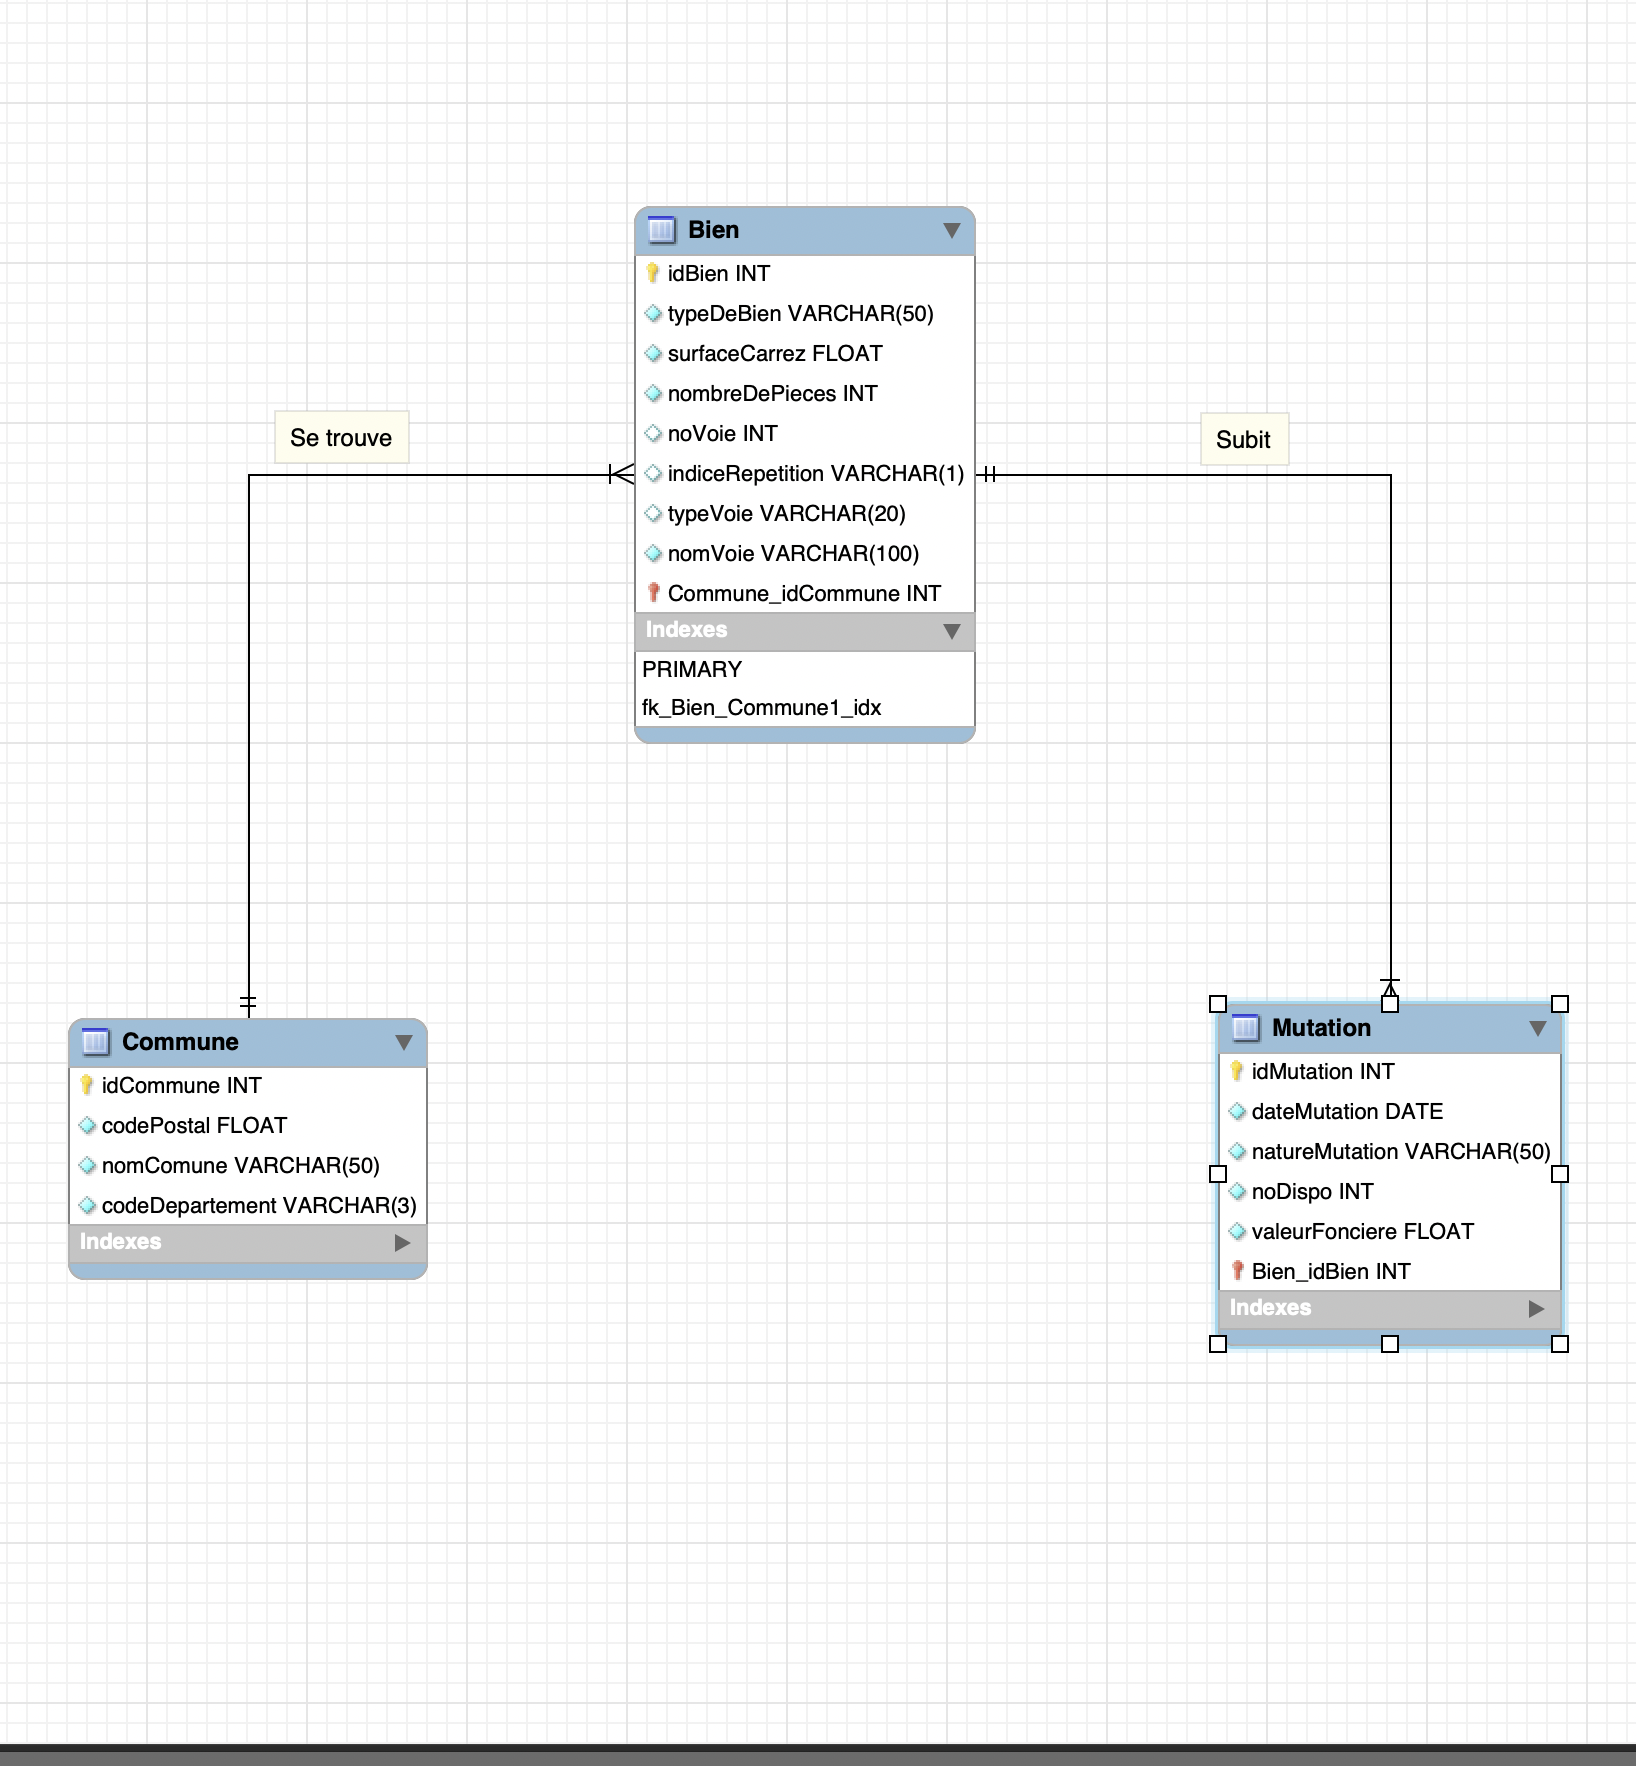 Bien
idBien INT
typeDeBien VARCHAR(50)
surfaceCarrez FLOAT
nombreDePieces INT
noVoie INT
indiceRepetition VARCHAR(1)
typeVoie VARCHAR(20)
nomVoie VARCHAR(100)
Commune_idCommune INT
Indexes
PRIMARY
fk_Bien_Commune1_idx
Se trouve
Subit
Commune
idCommune INT
codePostal FLOAT
nomComune VARCHAR(50)
codeDepartement VARCHAR(3)
Indexes
Mutation
idMutation INT
dateMutation DATE
natureMutation VARCHAR(50)
noDispo INT
valeurFonciere FLOAT
Bien_idBien INT
Indexes